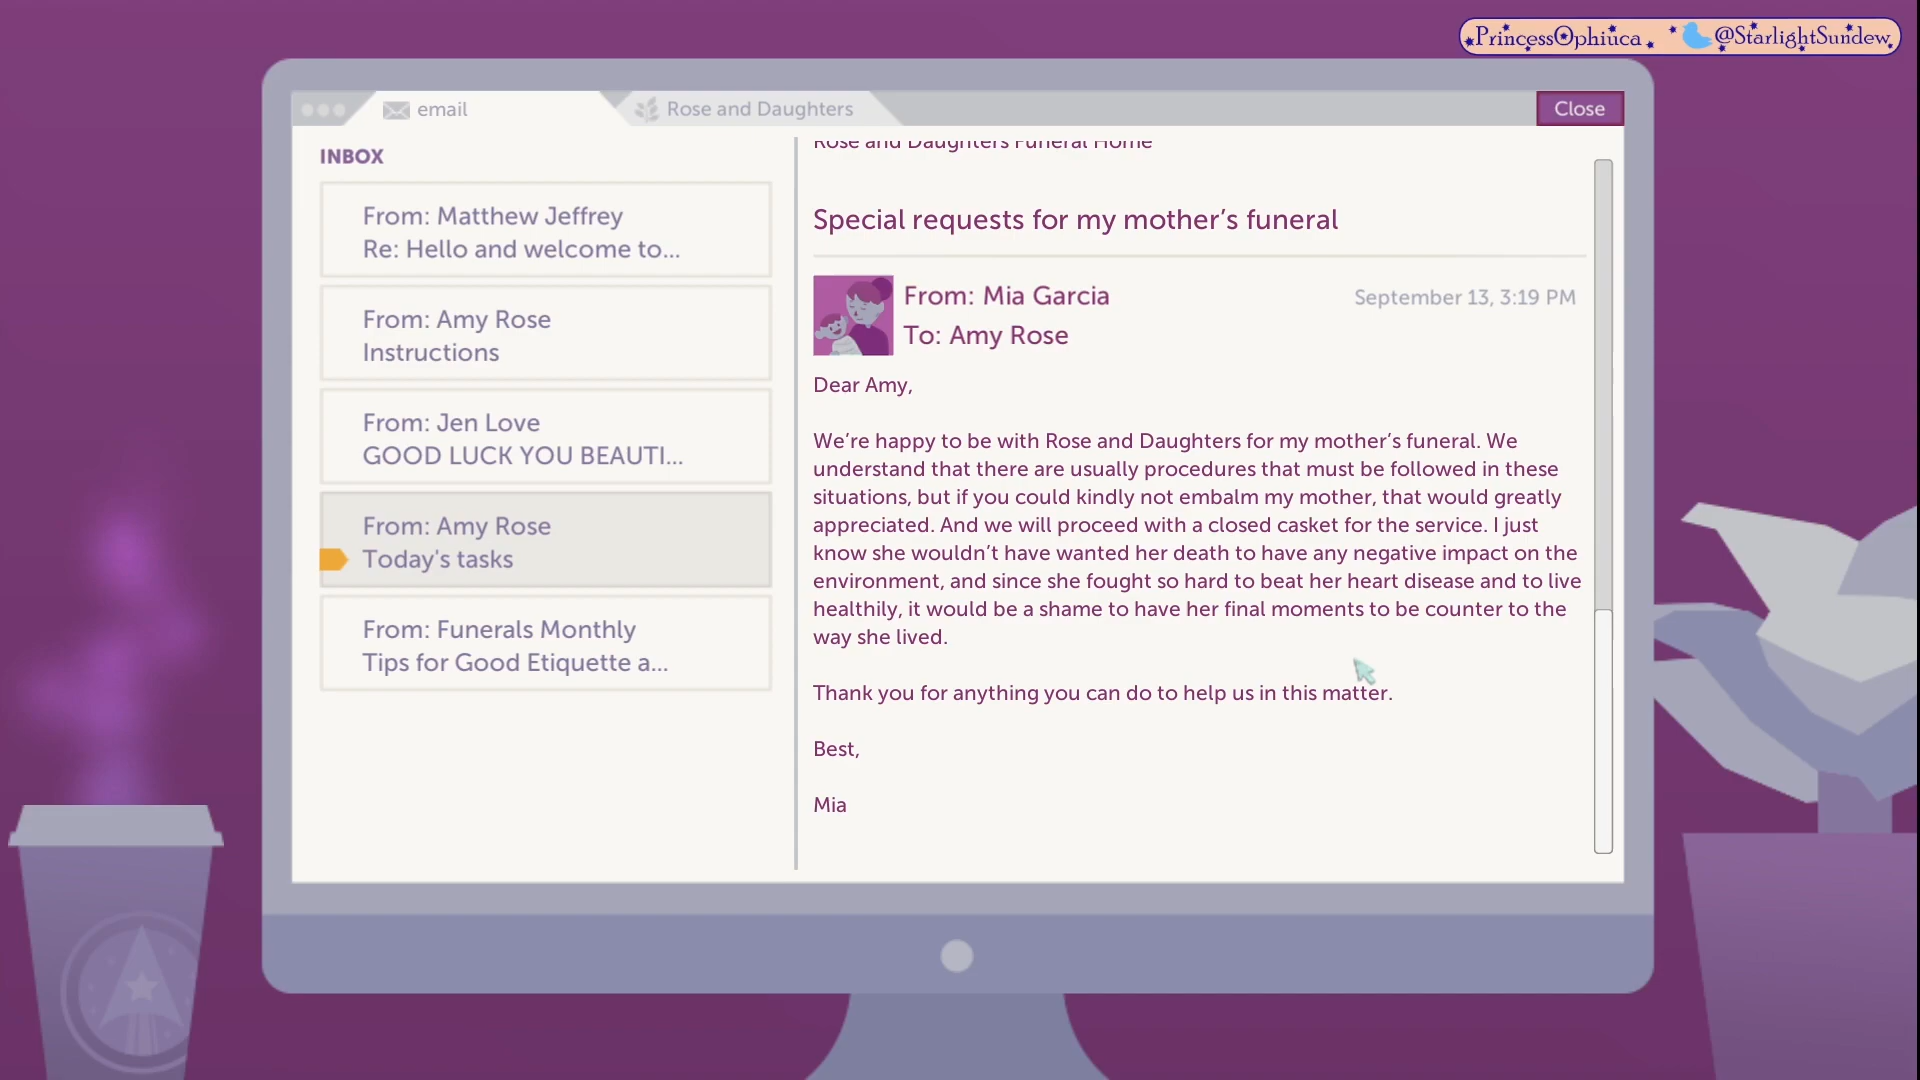 PrincessOphiuca @StarlightSundew
email
Rose and Daughters
Close
INBOX
From: Matthew Jeffrey
Re: Hello and welcome to...
From: Amy Rose
Instructions
From: Jen Love
GOOD LUCK YOU BEAUTI...
From: Amy Rose
Today's tasks
From: Funerals Monthly
Tips for Good Etiquette a...
Rose and Daughters Funeral Home
Special requests for my mother's funeral
From: Mia Garcia
September 13, 3:19 PM
To: Amy Rose
Dear Amy,
We're happy to be with Rose and Daughters for my mother's funeral. We
understand that there are usually procedures that must be followed in these
situations, but if you could kindly not embalm my mother, that would greatly
appreciated. And we will proceed with a closed casket for the service. I just
know she wouldn't have wanted her death to have any negative impact on the
environment, and since she fought so hard to beat her heart disease and to live
healthily, it would be a shame to have her final moments to be counter to the
way she lived.
Thank you for anything you can do to help us in this matter.
Best,
Mia